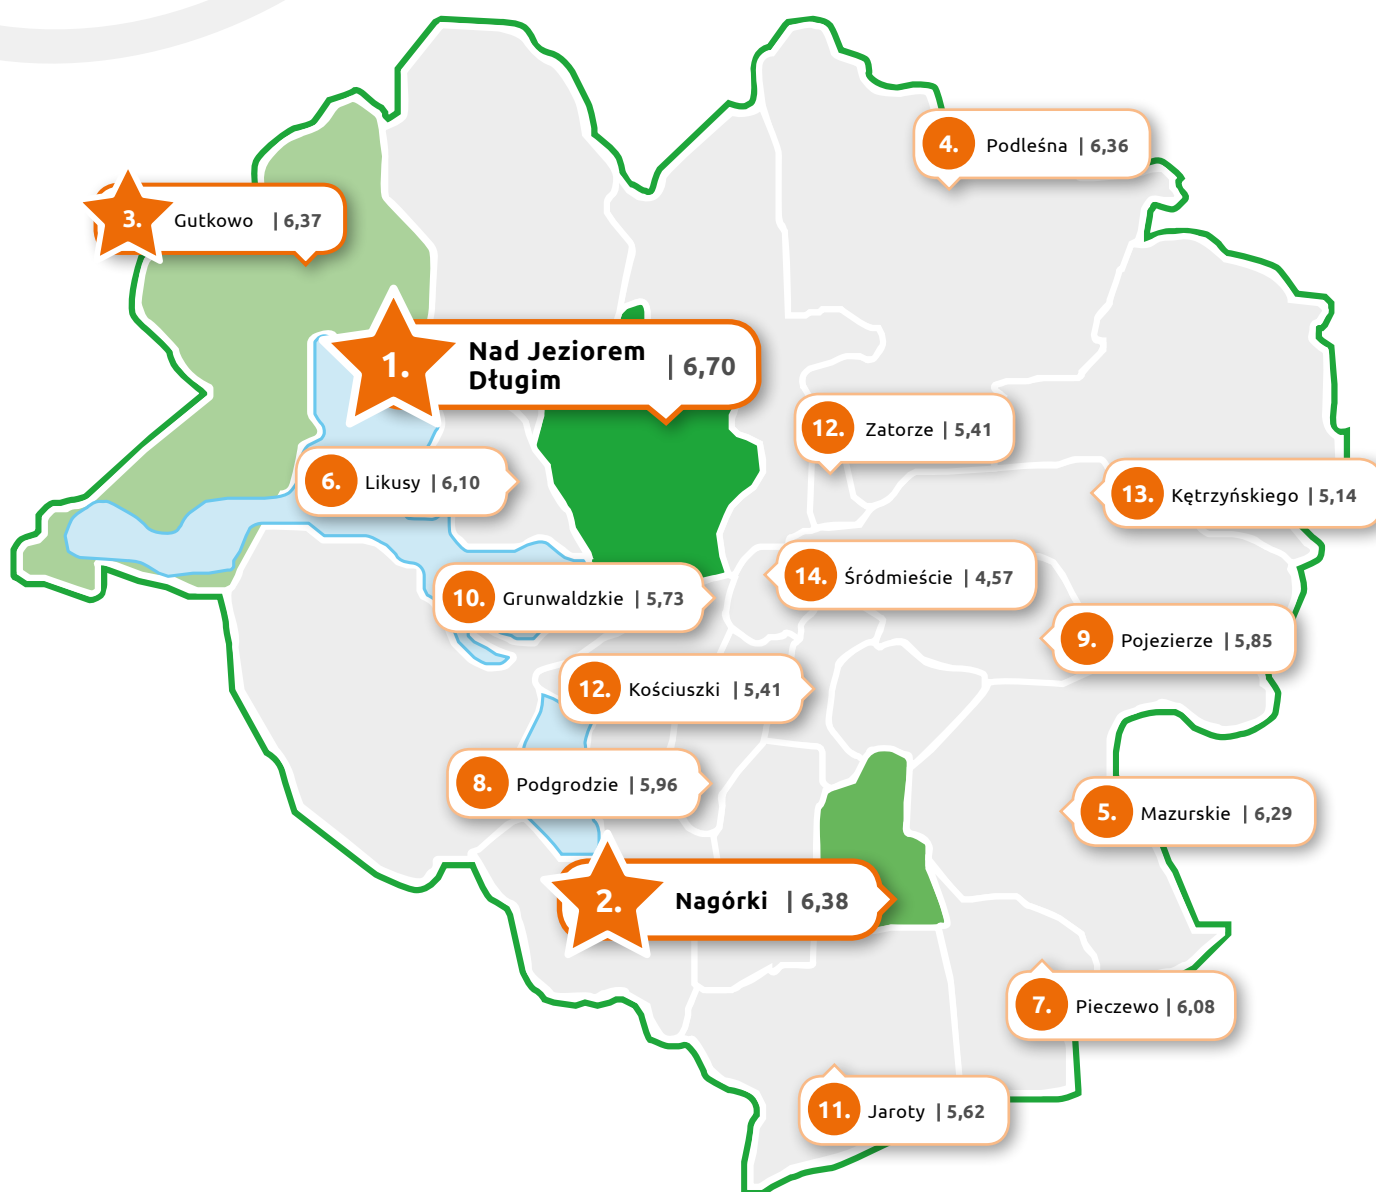 4. Podleśna | 6,36
3. Gutkowo | 6,37
1. Nad Jeziorem
Długim | 6,70
12. Zatorze | 5,41
6. Likusy | 6,10
13. Kętrzyńskiego | 5,14
14. Śródmieście | 4,57
10. Grunwaldzkie | 5,73
9. Pojezierze | 5,85
12. Kościuszki | 5,41
8. Podgrodzie | 5,96
5. Mazurskie | 6,29
2. Nagórki | 6,38
7. Pieczewo | 6,08
11. Jaroty | 5,62